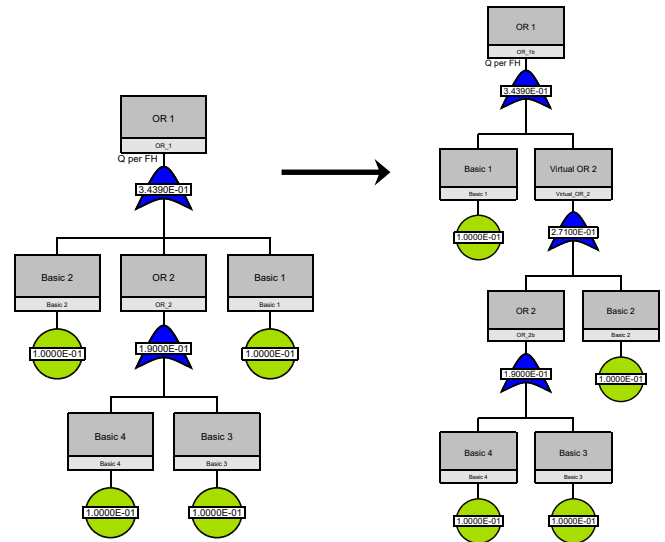 OR 1
OR_1
Q per FH
3.4390E-01
Basic 2
OR 2
Basic 1
Basic 2
OR_2
Basic 1
1.0000E-01
1.9000E-01
1.0000E-01
Basic 4
Basic 3
Basic 4
Basic 3
1.0000E-01
1.0000E-01
OR 1
OR_1b
Q per FH
3.4390E-01
Basic 1
Virtual OR 2
Basic 1
Virtual_OR_2
1.0000E-01
2.7100E-01
OR 2
Basic 2
OR_2b
Basic 2
1.9000E-01
1.0000E-01
Basic 4
Basic 3
Basic 4
Basic 3
1.0000E-01
1.0000E-01